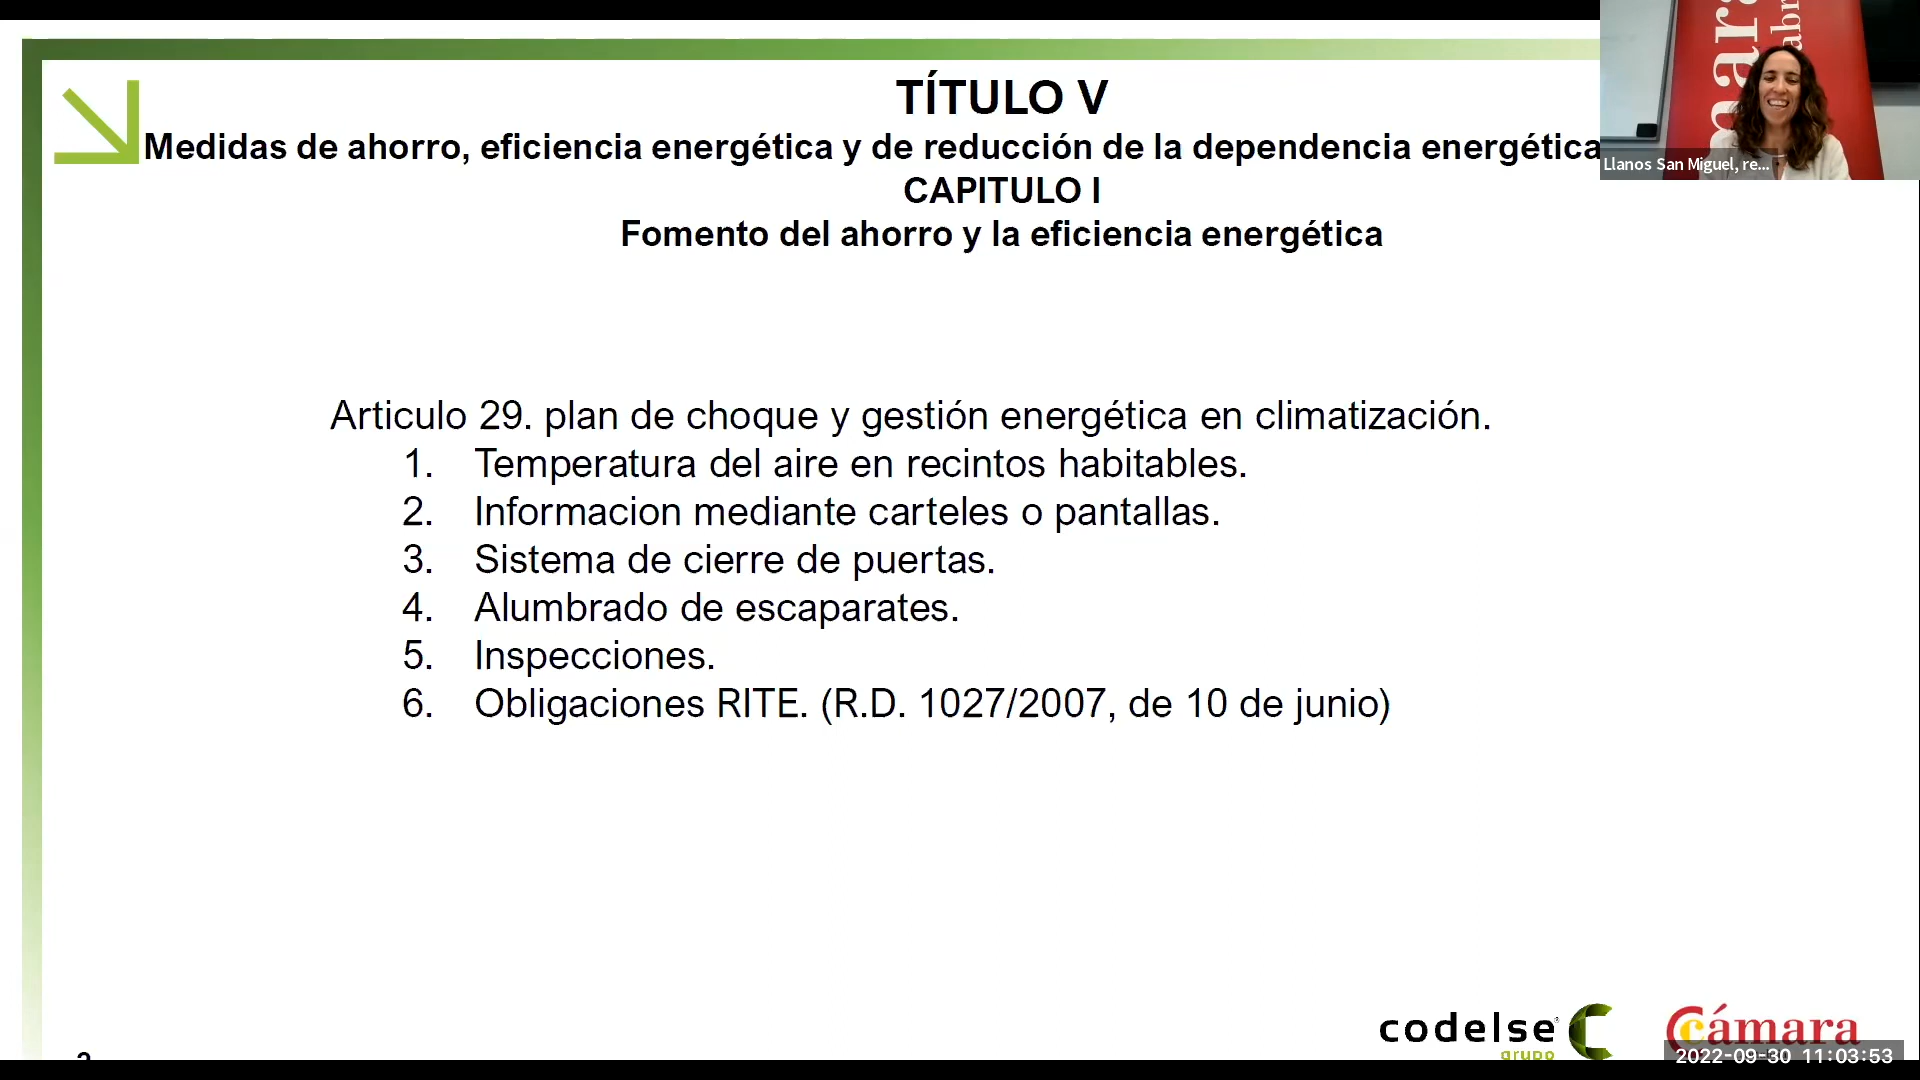 TÍTULO V
Medidas de ahorro, eficiencia energética y de reducción de la dependencia energética
CAPITULO I
Fomento del ahorro y la eficiencia energética
Llanos San Miguel, re...
Articulo 29. plan de choque y gestión energética en climatización.
1. Temperatura del aire en recintos habitables.
2. Informacion mediante carteles o pantallas.
3. Sistema de cierre de puertas.
4. Alumbrado de escaparates.
5. Inspecciones.
6. Obligaciones RITE. (R.D. 1027/2007, de 10 de junio)
codelse
grupo
Cámara
2022-09-30 11:03:53